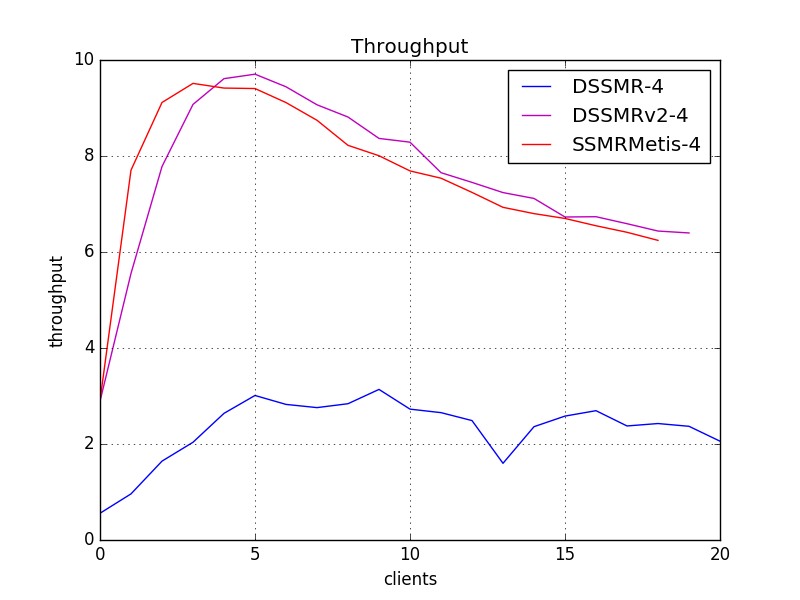 Throughput
10
8
6
4
2
0
throughput
DSSMR-4
DSSMRv2-4
SSMRMetis-4
0 5 10 15 20
clients